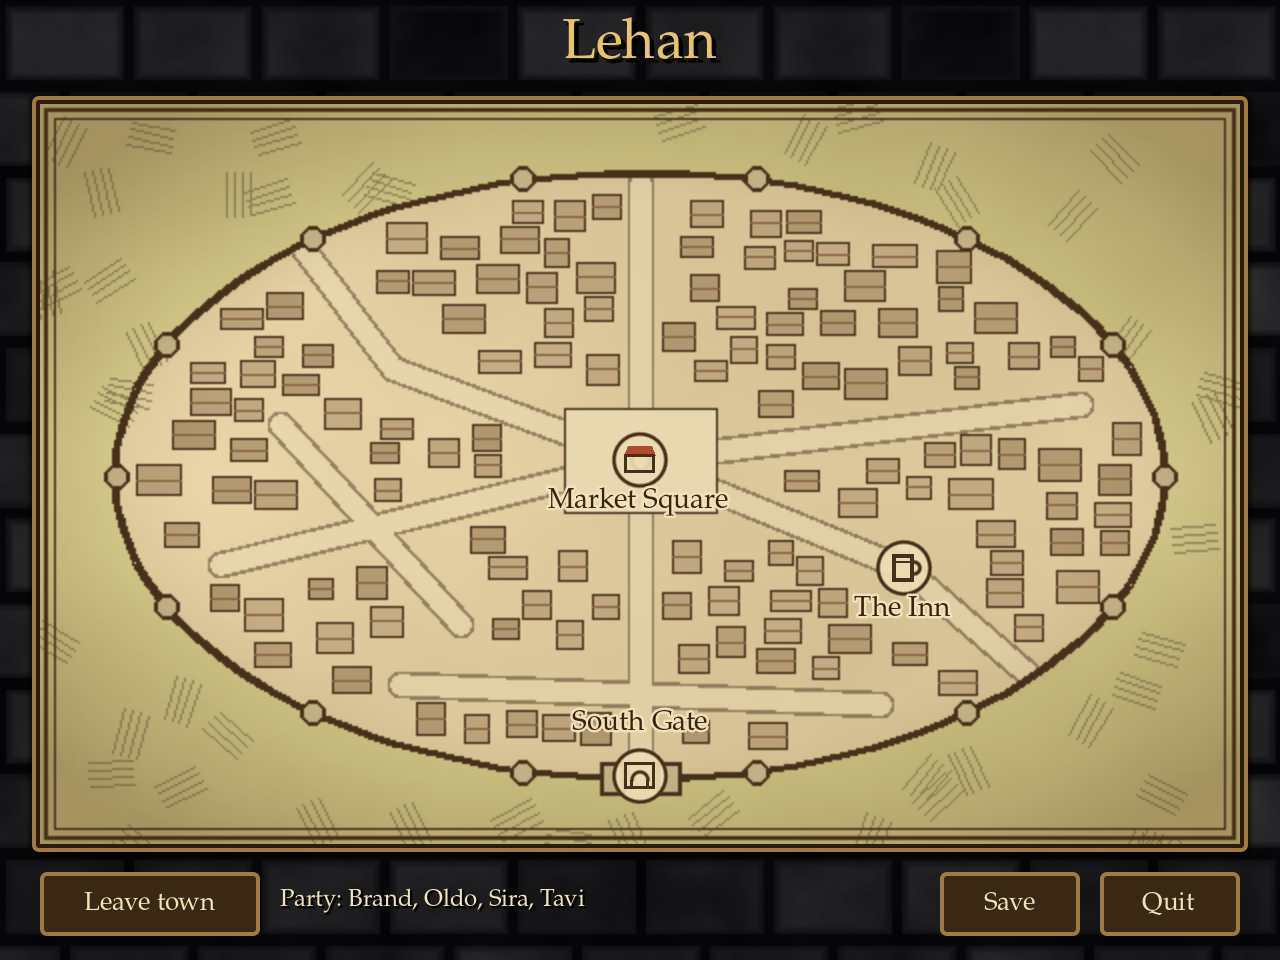 Lehan
Market Square
The Inn
South Gate
Leave town
Party: Brand, Oldo, Sira, Tavi
Save
Quit